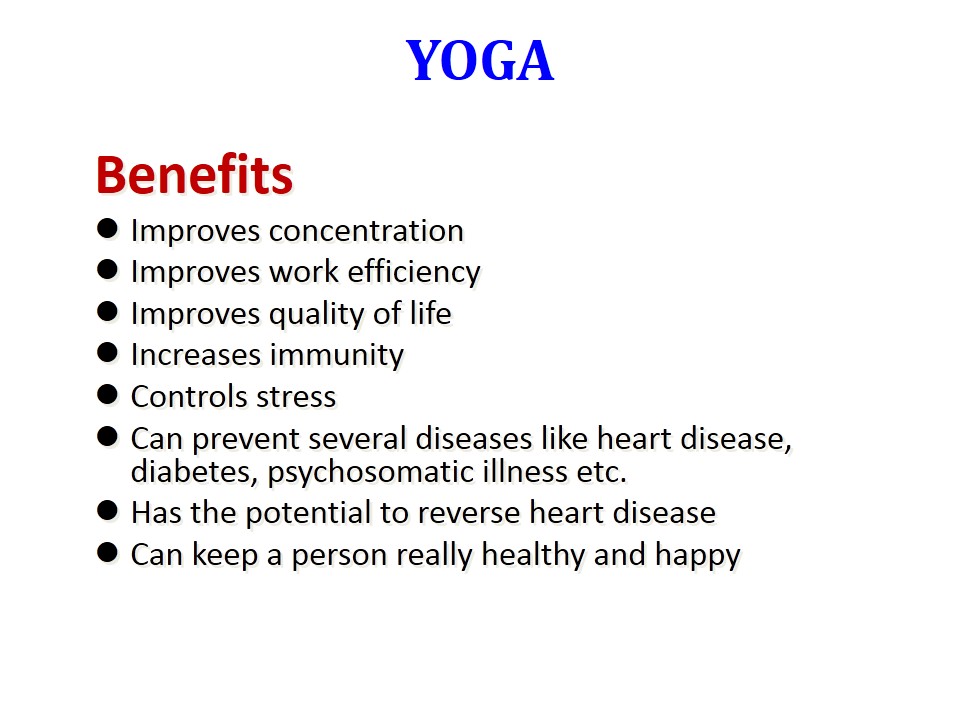 YOGA
Benefits
● Improves concentration
● Improves work efficiency
● Improves quality of life
● Increases immunity
● Controls stress
● Can prevent several diseases like heart disease,
diabetes, psychosomatic illness etc.
● Has the potential to reverse heart disease
● Can keep a person really healthy and happy